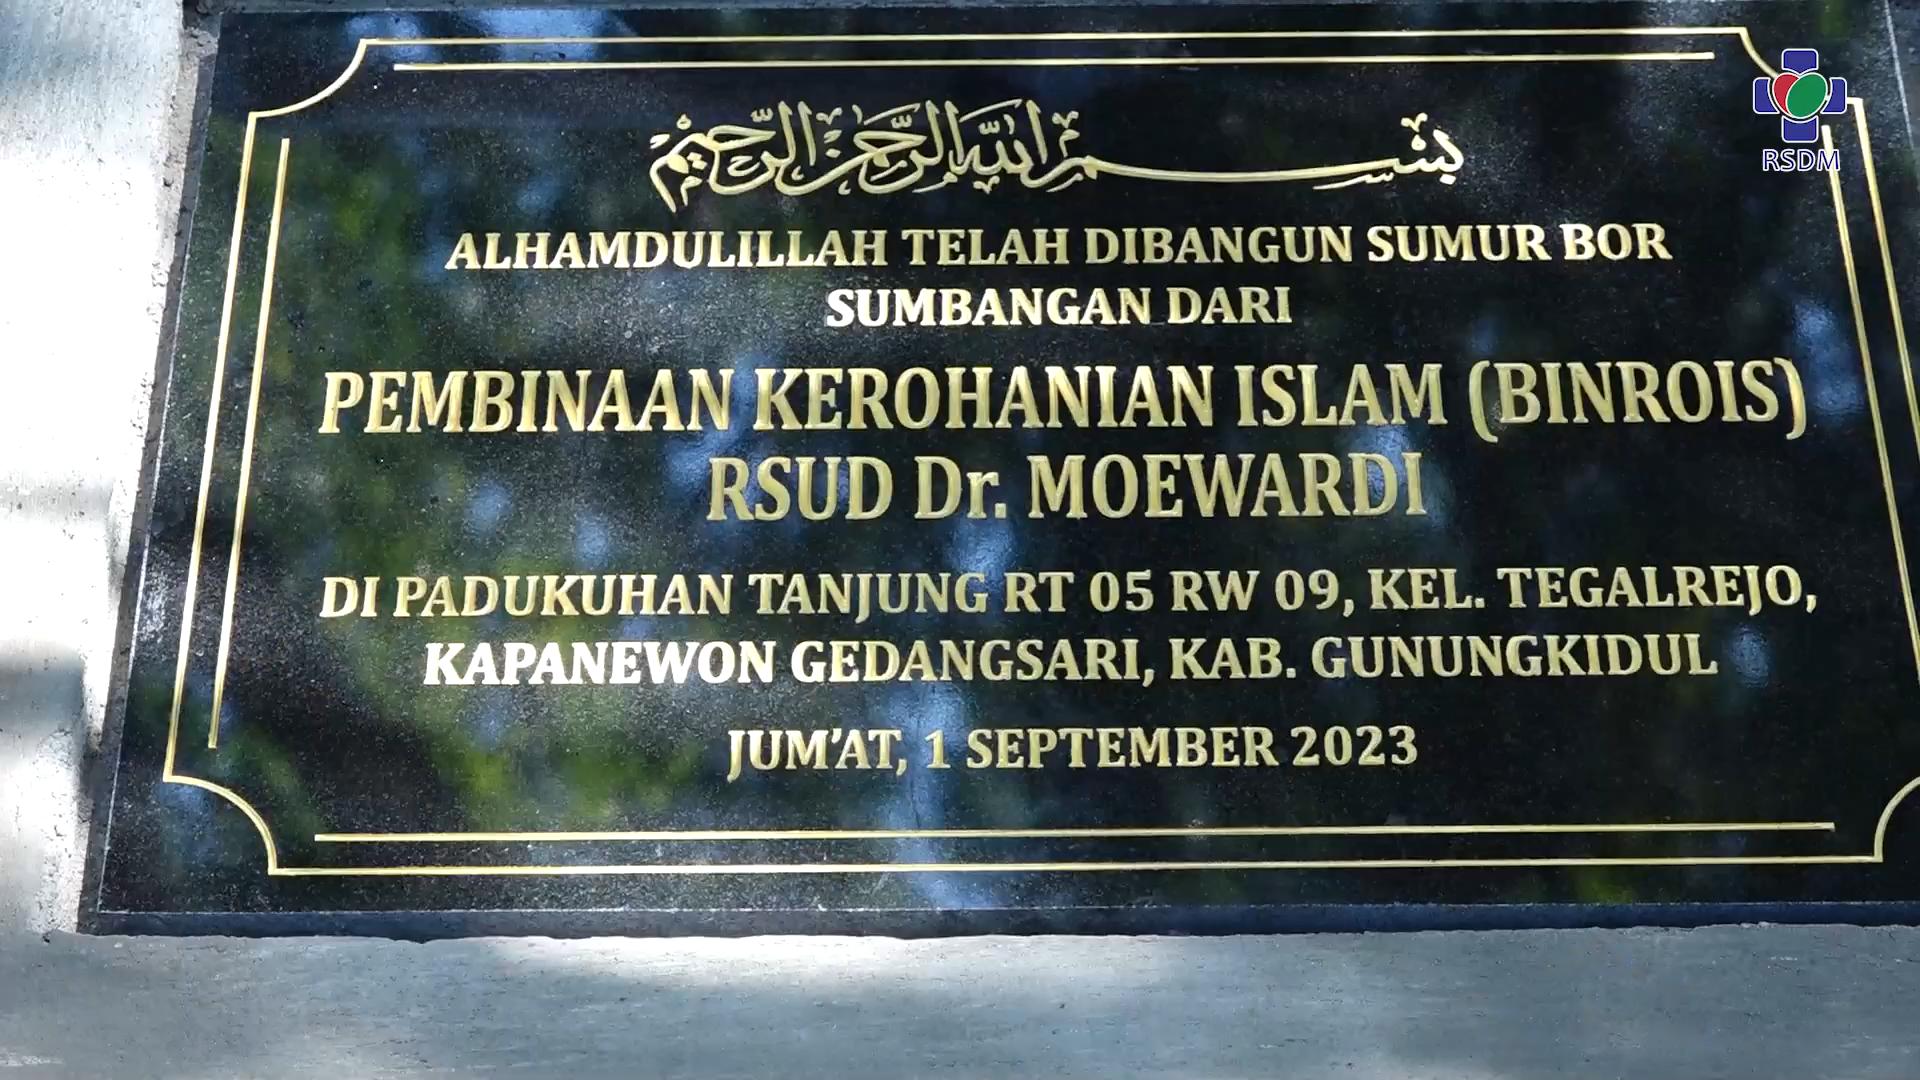 بسم الله الرحمن الرحيم
RSDM
ALHAMDULILLAH TELAH DIBANGUN SUMUR BOR
SUMBANGAN DARI
PEMBINAAN KEROHANIAN ISLAM (BINROIS)
RSUD Dr. MOEWARDI
DI PADUKUHAN TANJUNG RT 05 RW 09, KEL. TEGALREJO,
KAPANEWON GEDANGSARI, KAB. GUNUNGKIDUL
JUM'AT, 1 SEPTEMBER 2023